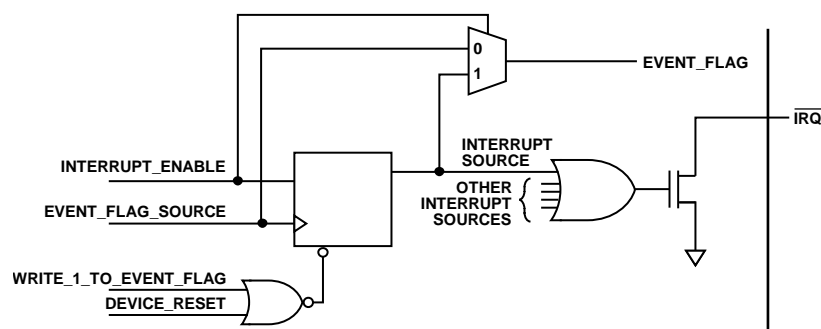 0
EVENT_FLAG
1
IRQ
INTERRUPT
SOURCE
INTERRUPT_ENABLE
OTHER
INTERRUPT
SOURCES
EVENT_FLAG_SOURCE
WRITE_1_TO_EVENT_FLAG
DEVICE_RESET